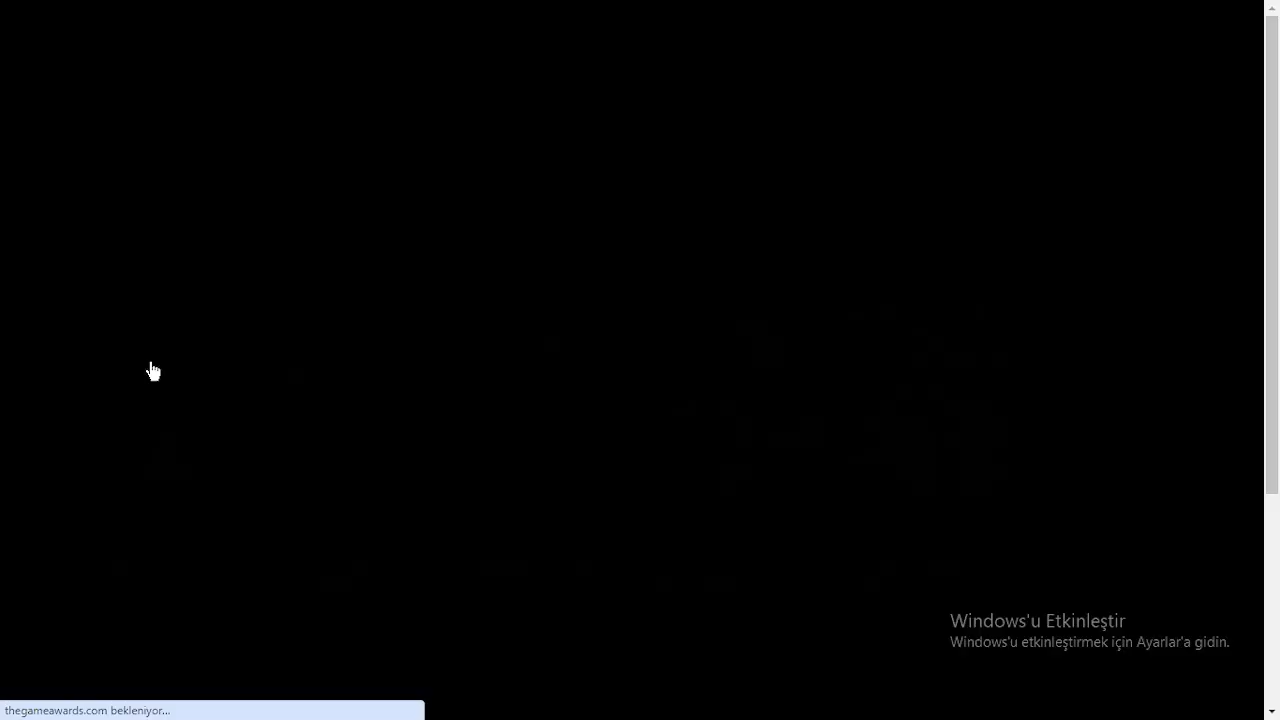 Windows'u Etkinleştir
Windows'u etkinleştirmek için Ayarlar'a gidin.
thegameawards.com bekleniyor...